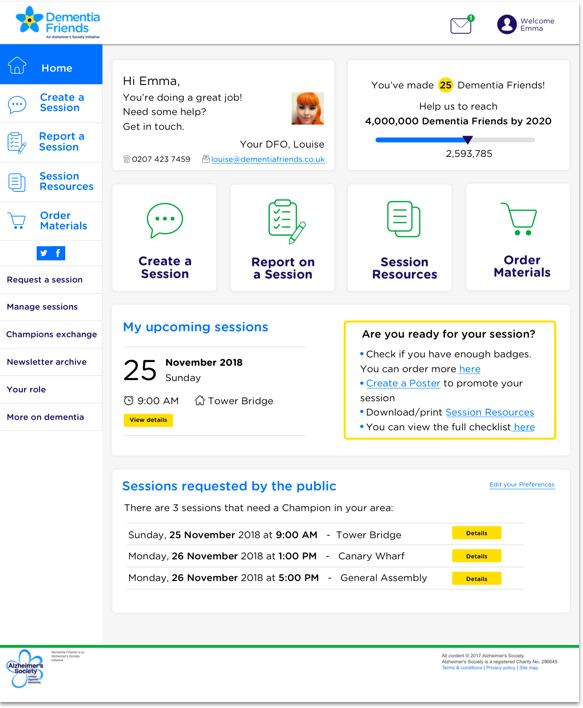 Dementia
Friends
An Alzheimer's Society initiative
1
Welcome
Emma
Home
Create a
Session
Report a
Session
Session
Resources
Order
Materials
Request a session
Manage sessions
Champions exchange
Newsletter archive
Your role
More on dementia
Hi Emma,
You're doing a great job!
Need some help?
Get in touch.
Your DFO, Louise
0207 423 7459 louise@dementiafriends.co.uk
You've made 25 Dementia Friends!
Help us to reach
4,000,000 Dementia Friends by 2020
2,593,785
Create a
Session
Report on
a Session
Session
Resources
Order
Materials
My upcoming sessions
25
November 2018
Sunday
9:00 AM Tower Bridge
View details
Are you ready for your session?
• Check if you have enough badges.
You can order more here
• Create a Poster to promote your
session
• Download/print Session Resources
• You can view the full checklist here
Sessions requested by the public
Edit your Preferences
There are 3 sessions that need a Champion in your area:
Sunday, 25 November 2018 at 9:00 AM - Tower Bridge Details
Monday, 26 November 2018 at 1:00 PM - Canary Wharf Details
Monday, 26 November 2018 at 5:00 PM - General Assembly Details
Alzheimer's
Society
United
Against
Dementia
Dementia Friends is an
Alzheimer's Society
initiative
All content © 2017 Alzheimer's Society.
Alzheimer's Society is a registered Charity No. 296645
Terms & conditions | Privacy policy | Site map